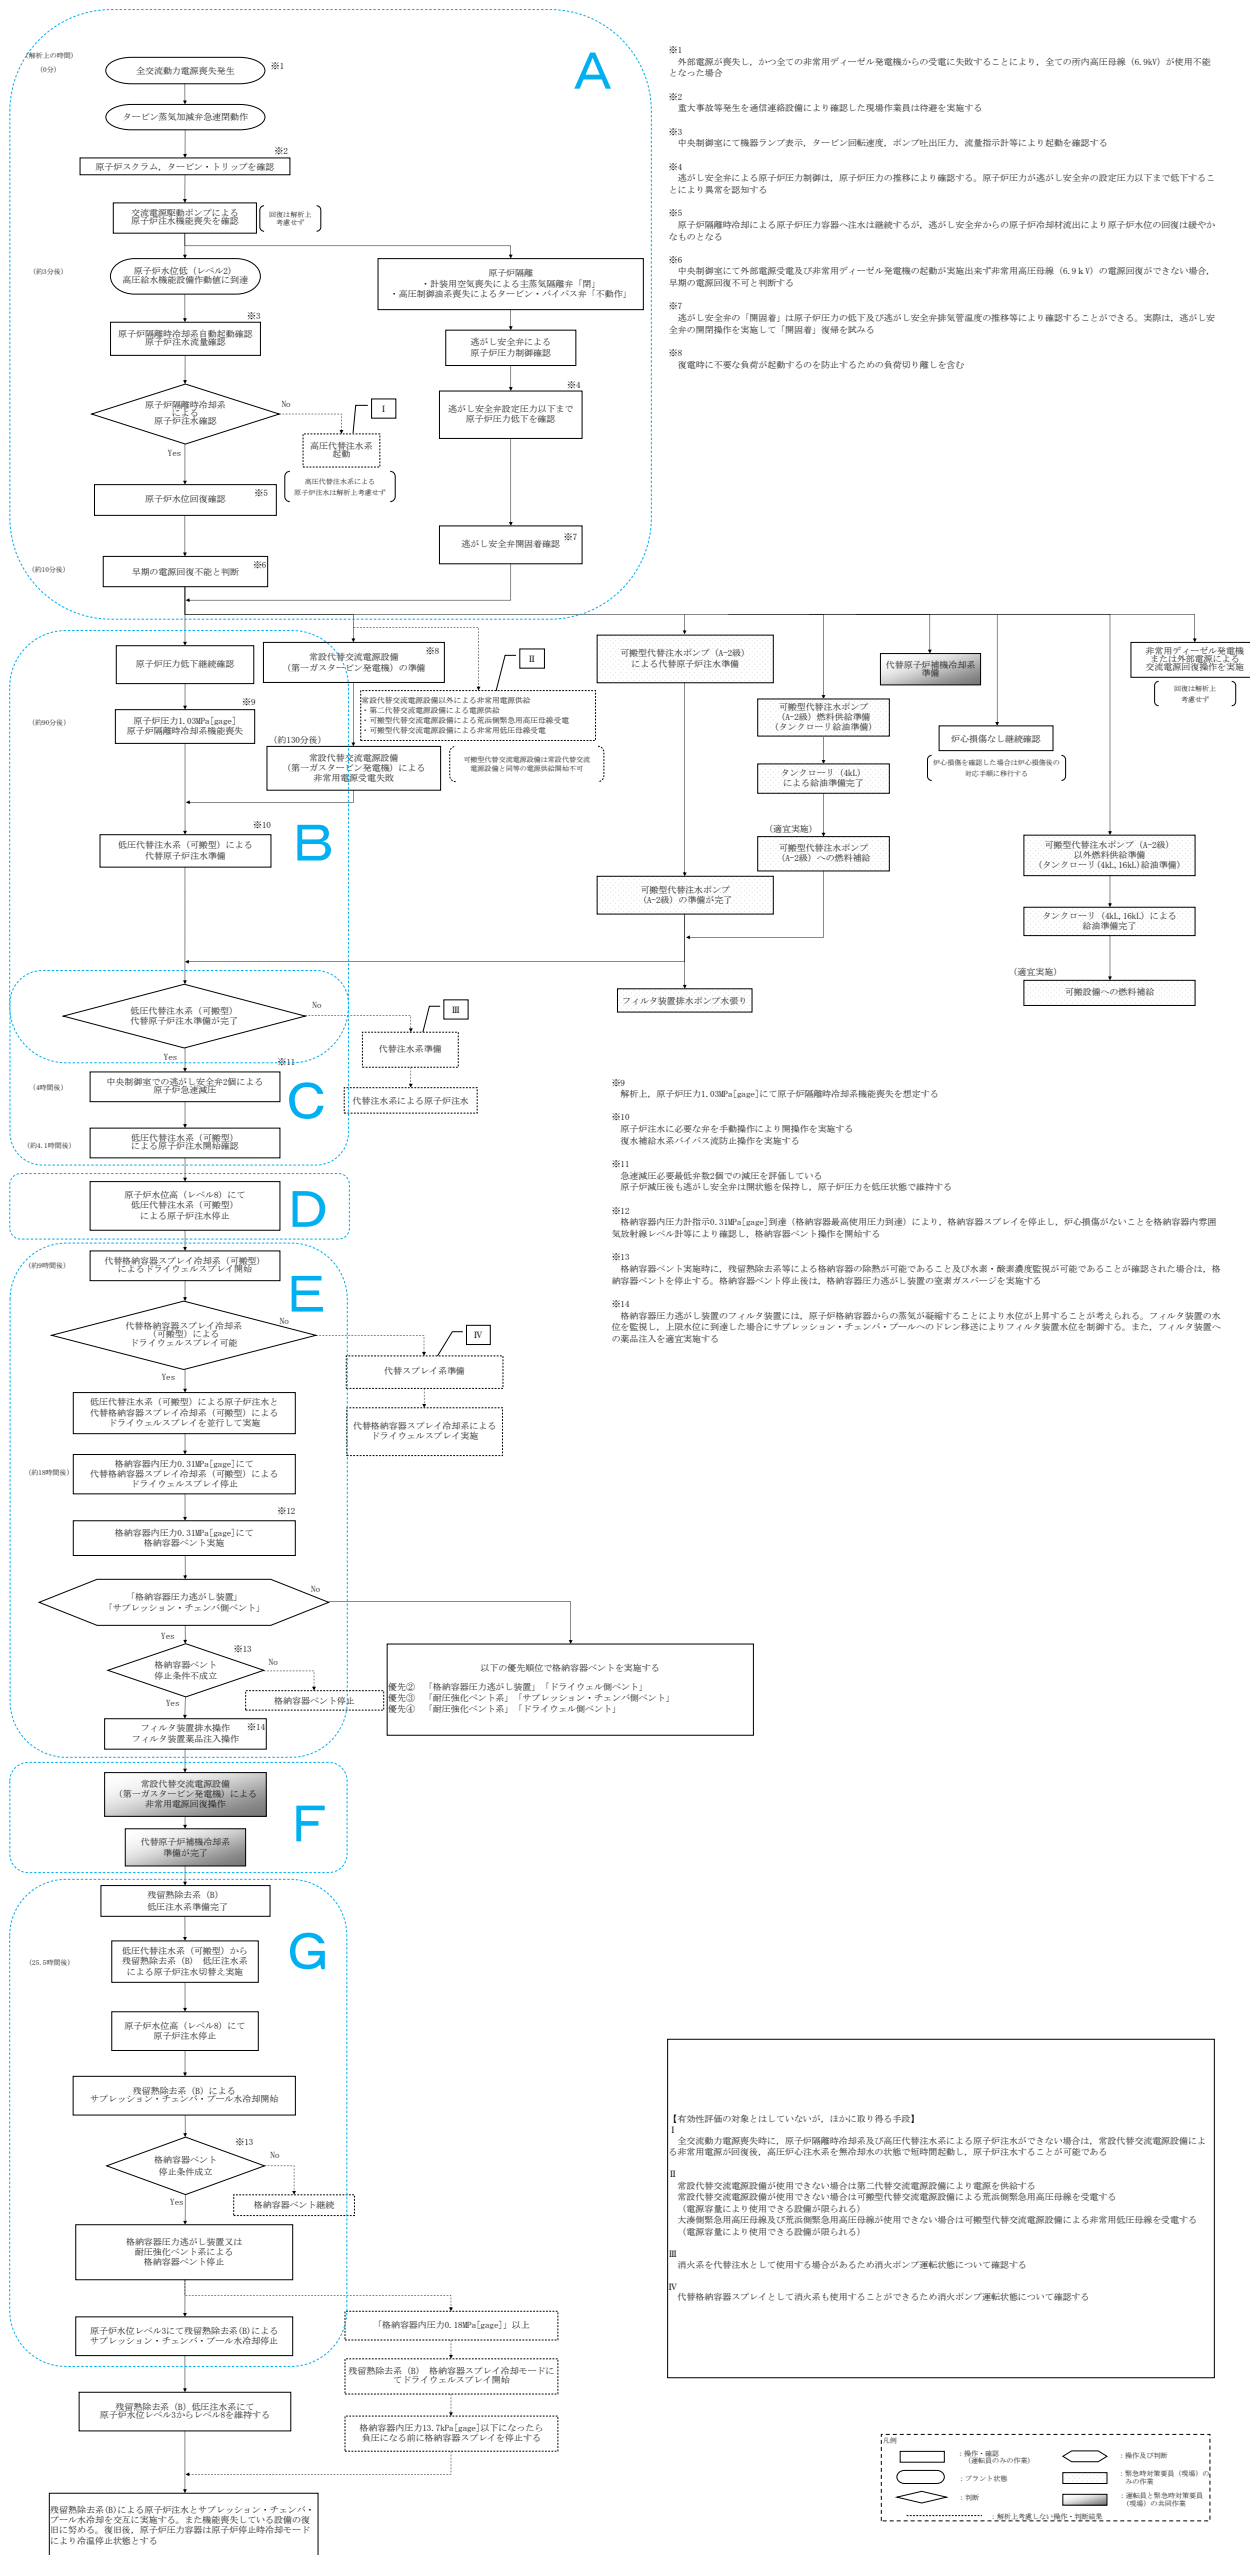 (解析上の時間)
(0分)
全交流動力電源喪失発生
※1
タービン蒸気加減弁急速閉動作
※2
原子炉スクラム，タービン・トリップを確認
交流電源駆動ポンプによる
原子炉注水機能喪失を確認
回復は解析上
考慮せず
A
(約3分後)
原子炉水位低（レベル2）
高圧給水機能設備作動値に到達
※3
原子炉隔離時冷却系自動起動確認
原子炉注水流量確認
原子炉隔離時冷却系
による
原子炉注水確認
No
Yes
Ⅰ
高圧代替注水系
起動
高圧代替注水系による
原子炉注水は解析上考慮せず
原子炉水位回復確認
※5
(約10分後)
早期の電源回復不能と判断
※6
原子炉隔離
・計装用空気喪失による主蒸気隔離弁「閉」
・高圧制御油系喪失によるタービン・バイパス弁「不動作」
逃がし安全弁による
原子炉圧力制御確認
※4
逃がし安全弁設定圧力以下まで
原子炉圧力低下を確認
逃がし安全弁開固着確認
※7
※1
外部電源が喪失し，かつ全ての非常用ディーゼル発電機からの受電に失敗することにより，全ての所内高圧母線（6.9kV）が使用不能
となった場合
※2
重大事故等発生を通信連絡設備により確認した現場作業員は待避を実施する
※3
中央制御室にて機器ランプ表示，タービン回転速度，ポンプ吐出圧力，流量指示計等により起動を確認する
※4
逃がし安全弁による原子炉圧力制御は，原子炉圧力の推移により確認する。原子炉圧力が逃がし安全弁の設定圧力以下まで低下するこ
とにより異常を認知する
※5
原子炉隔離時冷却による原子炉圧力容器へ注水は継続するが，逃がし安全弁からの原子炉冷却材流出により原子炉水位の回復は緩やか
なものとなる
※6
中央制御室にて外部電源受電及び非常用ディーゼル発電機の起動が実施出来ず非常用高圧母線（6.9ｋV）の電源回復ができない場合，
早期の電源回復不可と判断する
※7
逃がし安全弁の「開固着」は原子炉圧力の低下及び逃がし安全弁排気管温度の推移等により確認することができる。実際は，逃がし安
全弁の開閉操作を実施して「開固着」復帰を試みる
※8
復電時に不要な負荷が起動するのを防止するための負荷切り離しを含む
原子炉圧力低下継続確認
※9
(約90分後)
原子炉圧力1.03MPa[gage]
原子炉隔離時冷却系機能喪失
※8
常設代替交流電源設備
（第一ガスタービン発電機）の準備
Ⅱ
常設代替交流電源設備以外による非常用電源供給
・第二代替交流電源設備による電源供給
・可搬型代替交流電源設備による荒浜側緊急用高圧母線受電
・可搬型代替交流電源設備による非常用低圧母線受電
(約130分後)
常設代替交流電源設備
（第一ガスタービン発電機）による
非常用電源受電失敗
可搬型代替交流電源設備は常設代替交流
電源設備と同等の電源供給開始不可
※10
低圧代替注水系（可搬型）による
代替原子炉注水準備
B
可搬型代替注水ポンプ（A-2級）
による代替原子炉注水準備
可搬型代替注水ポンプ
（A-2級）燃料供給準備
（タンクローリ給油準備）
タンクローリ（4kL）
による給油準備完了
(適宜実施)
可搬型代替注水ポンプ
（A-2級）への燃料補給
可搬型代替注水ポンプ
（A-2級）の準備が完了
フィルタ装置排水ポンプ水張り
代替原子炉補機冷却系
準備
炉心損傷なし継続確認
炉心損傷を確認した場合は炉心損傷後の
対応手順に移行する
非常用ディーゼル発電機
または外部電源による
交流電源回復操作を実施
回復は解析上
考慮せず
可搬型代替注水ポンプ（A-2級）
以外燃料供給準備
（タンクローリ(4kL,16kL)給油準備）
タンクローリ（4kL,16kL）による
給油準備完了
(適宜実施)
可搬設備への燃料補給
低圧代替注水系（可搬型）
代替原子炉注水準備が完了
No
Yes
Ⅲ
代替注水系準備
代替注水系による原子炉注水
※11
(4時間後)
中央制御室での逃がし安全弁2個による
原子炉急速減圧
C
(約4.1時間後)
低圧代替注水系（可搬型）
による原子炉注水開始確認
原子炉水位高（レベル8）にて
低圧代替注水系（可搬型）
による原子炉注水停止
D
※9
解析上，原子炉圧力1.03MPa[gage]にて原子炉隔離時冷却系機能喪失を想定する
※10
原子炉注水に必要な弁を手動操作により開操作を実施する
復水補給水系バイパス流防止操作を実施する
※11
急速減圧必要最低弁数2個での減圧を評価している
原子炉減圧後も逃がし安全弁は開状態を保持し，原子炉圧力を低圧状態で維持する
※12
格納容器内圧力計指示0.31MPa[gage]到達（格納容器最高使用圧力到達）により，格納容器スプレイを停止し，炉心損傷がないことを格納容器内雰囲
気放射線レベル計等により確認し，格納容器ベント操作を開始する
※13
格納容器ベント実施時に，残留熱除去系等による格納容器の除熱が可能であること及び水素・酸素濃度監視が可能であることが確認された場合は，格
納容器ベントを停止する。格納容器ベント停止後は，格納容器圧力逃がし装置の窒素ガスパージを実施する
※14
格納容器圧力逃がし装置のフィルタ装置には，原子炉格納容器からの蒸気が凝縮することにより水位が上昇することが考えられる。フィルタ装置の水
位を監視し，上限水位に到達した場合にサプレッション・チェンバ・プールへのドレン移送によりフィルタ装置水位を制御する。また，フィルタ装置へ
の薬品注入を適宜実施する
(約9時間後)
代替格納容器スプレイ冷却系（可搬型）
によるドライウェルスプレイ開始
E
代替格納容器スプレイ冷却系
（可搬型）による
ドライウェルスプレイ可能
No
Yes
Ⅳ
代替スプレイ系準備
代替格納容器スプレイ冷却系による
ドライウェルスプレイ実施
低圧代替注水系（可搬型）による原子炉注水と
代替格納容器スプレイ冷却系（可搬型）による
ドライウェルスプレイを並行して実施
(約18時間後)
格納容器内圧力0.31MPa[gage]にて
代替格納容器スプレイ冷却系（可搬型）による
ドライウェルスプレイ停止
※12
格納容器内圧力0.31MPa[gage]にて
格納容器ベント実施
「格納容器圧力逃がし装置」
「サプレッション・チェンバ側ベント」
No
Yes
以下の優先順位で格納容器ベントを実施する
優先②　「格納容器圧力逃がし装置」「ドライウェル側ベント」
優先③　「耐圧強化ベント系」「サプレッション・チェンバ側ベント」
優先④　「耐圧強化ベント系」「ドライウェル側ベント」
※13
格納容器ベント
停止条件不成立
No
Yes
格納容器ベント停止
フィルタ装置排水操作
フィルタ装置薬品注入操作
※14
常設代替交流電源設備
（第一ガスタービン発電機）による
非常用電源回復操作
F
代替原子炉補機冷却系
準備が完了
残留熱除去系（B）
低圧注水系準備完了
G
(25.5時間後)
低圧代替注水系（可搬型）から
残留熱除去系（B）　低圧注水系
による原子炉注水切替え実施
原子炉水位高（レベル8）にて
原子炉注水停止
残留熱除去系（B）による
サプレッション・チェンバ・プール水冷却開始
※13
格納容器ベント
停止条件成立
No
Yes
格納容器ベント継続
格納容器圧力逃がし装置又は
耐圧強化ベント系による
格納容器ベント停止
原子炉水位レベル3にて残留熱除去系(B)による
サプレッション・チェンバ・プール水冷却停止
「格納容器内圧力0.18MPa[gage]」以上
残留熱除去系（B）　格納容器スプレイ冷却モードに
てドライウェルスプレイ開始
格納容器内圧力13.7kPa[gage]以下になったら
負圧になる前に格納容器スプレイを停止する
残留熱除去系（B）低圧注水系にて
原子炉水位レベル3からレベル8を維持する
残留熱除去系(B)による原子炉注水とサプレッション・チェンバ・
プール水冷却を交互に実施する。また機能喪失している設備の復
旧に努める。復旧後，原子炉圧力容器は原子炉停止時冷却モード
により冷温停止状態とする
【有効性評価の対象とはしていないが，ほかに取り得る手段】
Ⅰ
全交流動力電源喪失時に，原子炉隔離時冷却系及び高圧代替注水系による原子炉注水ができない場合は，常設代替交流電源設備によ
る非常用電源が回復後，高圧炉心注水系を無冷却水の状態で短時間起動し，原子炉注水することが可能である
Ⅱ
常設代替交流電源設備が使用できない場合は第二代替交流電源設備により電源を供給する
常設代替交流電源設備が使用できない場合は可搬型代替交流電源設備による荒浜側緊急用高圧母線を受電する
（電源容量により使用できる設備が限られる）
大湊側緊急用高圧母線及び荒浜側緊急用高圧母線が使用できない場合は可搬型代替交流電源設備による非常用低圧母線を受電する
（電源容量により使用できる設備が限られる）
Ⅲ
消火系を代替注水として使用する場合があるため消火ポンプ運転状態について確認する
Ⅳ
代替格納容器スプレイとして消火系も使用することができるため消火ポンプ運転状態について確認する
凡例
：操作・確認
（運転員のみの作業）
：操作及び判断
：プラント状態
：緊急時対策要員（現場）の
みの作業
：判断
：運転員と緊急時対策要員
（現場）の共同作業
：解析上考慮しない操作・判断結果